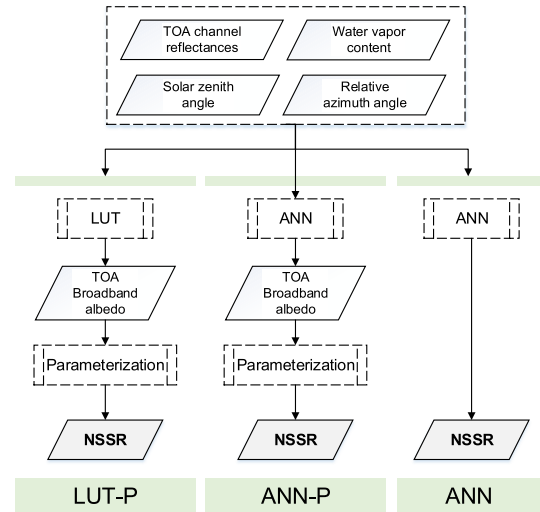 TOA channel
reflectances
Water vapor
content
Solar zenith
angle
Relative
azimuth angle
LUT
ANN
ANN
TOA
Broadband
albedo
TOA
Broadband
albedo
Parameterization
Parameterization
NSSR
NSSR
NSSR
LUT-P
ANN-P
ANN